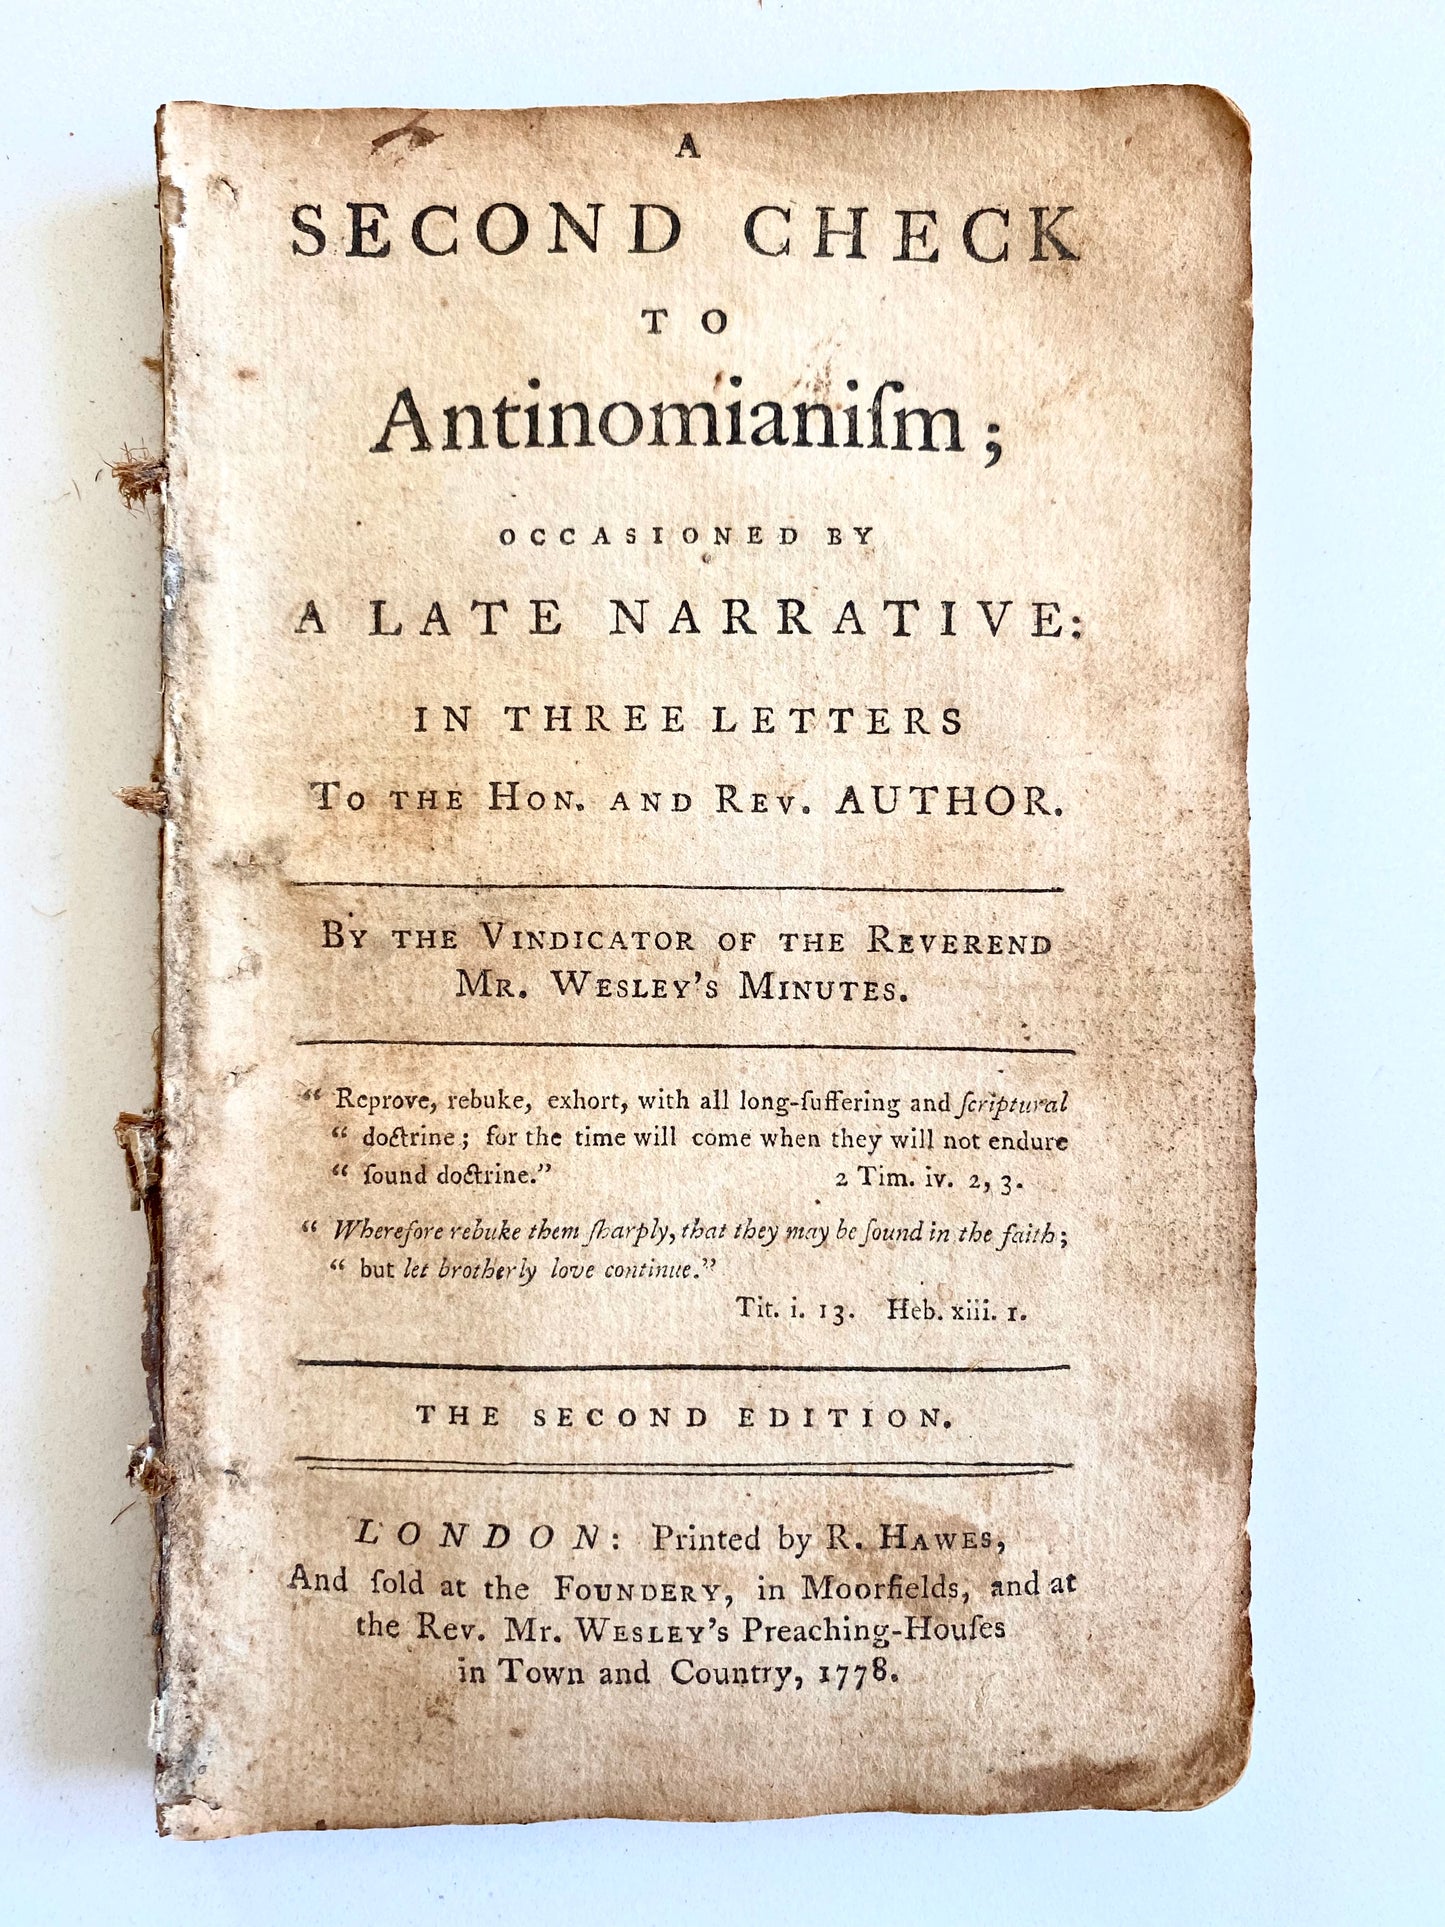 A
SECOND CHECK
TO
Antinomianiſm;
OCCASIONED BY
A LATE NARRATIVE:
IN THREE LETTERS
TO THE HON. AND REV. AUTHOR.
BY THE VINDICATOR OF THE REVEREND
MR. WESLEY'S MINUTES.
“ Reprove, rebuke, exhort, with all long-ſuffering and ſcriptural
“ doctrine; for the time will come when they will not endure
“ ſound doctrine.” 2 Tim. iv. 2, 3.
“ Wherefore rebuke them ſharply, that they may be ſound in the faith;
“ but let brotherly love continue.”
Tit. i. 13. Heb. xiii. 1.
THE SECOND EDITION.
LONDON: Printed by R. HAWES,
And ſold at the FOUNDERY, in Moorfields, and at
the Rev. Mr. WESLEY'S Preaching-Houſes
in Town and Country, 1778.